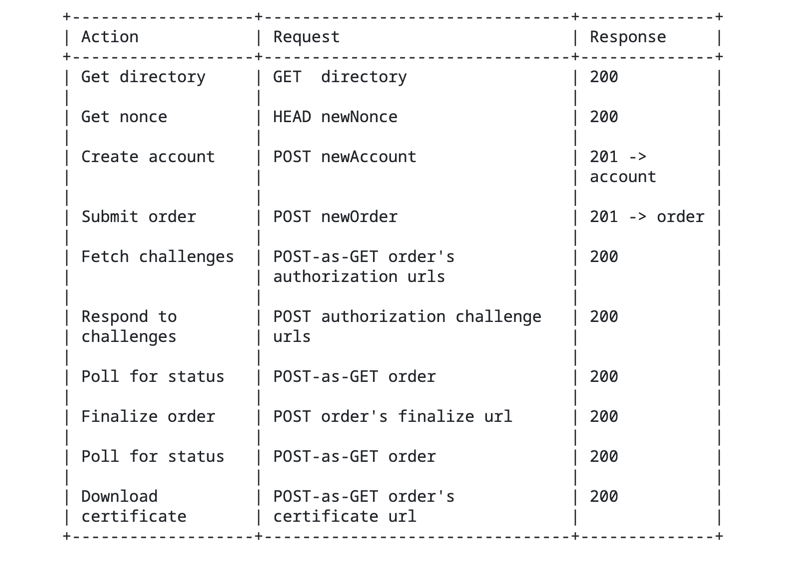 +-------------------+--------------------------------+--------------+
| Action            | Request                        | Response     |
+-------------------+--------------------------------+--------------+
| Get directory     | GET  directory                 | 200          |
|                   |                                |              |
| Get nonce         | HEAD newNonce                  | 200          |
|                   |                                |              |
| Create account    | POST newAccount                | 201 ->       |
|                   |                                | account      |
|                   |                                |              |
| Submit order      | POST newOrder                  | 201 -> order |
|                   |                                |              |
| Fetch challenges  | POST-as-GET order's            | 200          |
|                   | authorization urls             |              |
|                   |                                |              |
| Respond to        | POST authorization challenge   | 200          |
| challenges        | urls                           |              |
|                   |                                |              |
| Poll for status   | POST-as-GET order              | 200          |
|                   |                                |              |
| Finalize order    | POST order's finalize url      | 200          |
|                   |                                |              |
| Poll for status   | POST-as-GET order              | 200          |
|                   |                                |              |
| Download          | POST-as-GET order's            | 200          |
| certificate       | certificate url                |              |
+-------------------+--------------------------------+--------------+